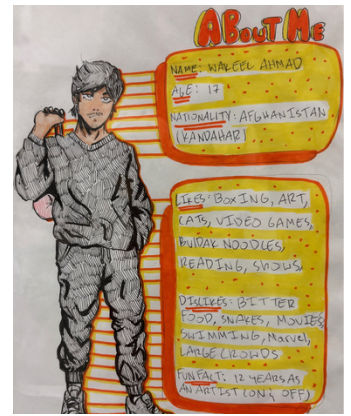 ABOUT ME
NAME: WAKEEL AHMAD
AGE: 17
NATIONALITY: AFGHANISTAN
(KANDAHAR)
LIKES: BOXING, ART,
CATS, VIDEO GAMES,
BULDAK NOODLES,
READING, SHOWS,
DISLIKES: BITTER
FOOD, SNAKES, MOVIES,
SWIMMING, MARVEL,
LARGE CROWDS
FUN FACT: 12 YEARS AS
AN ARTIST (ON & OFF)